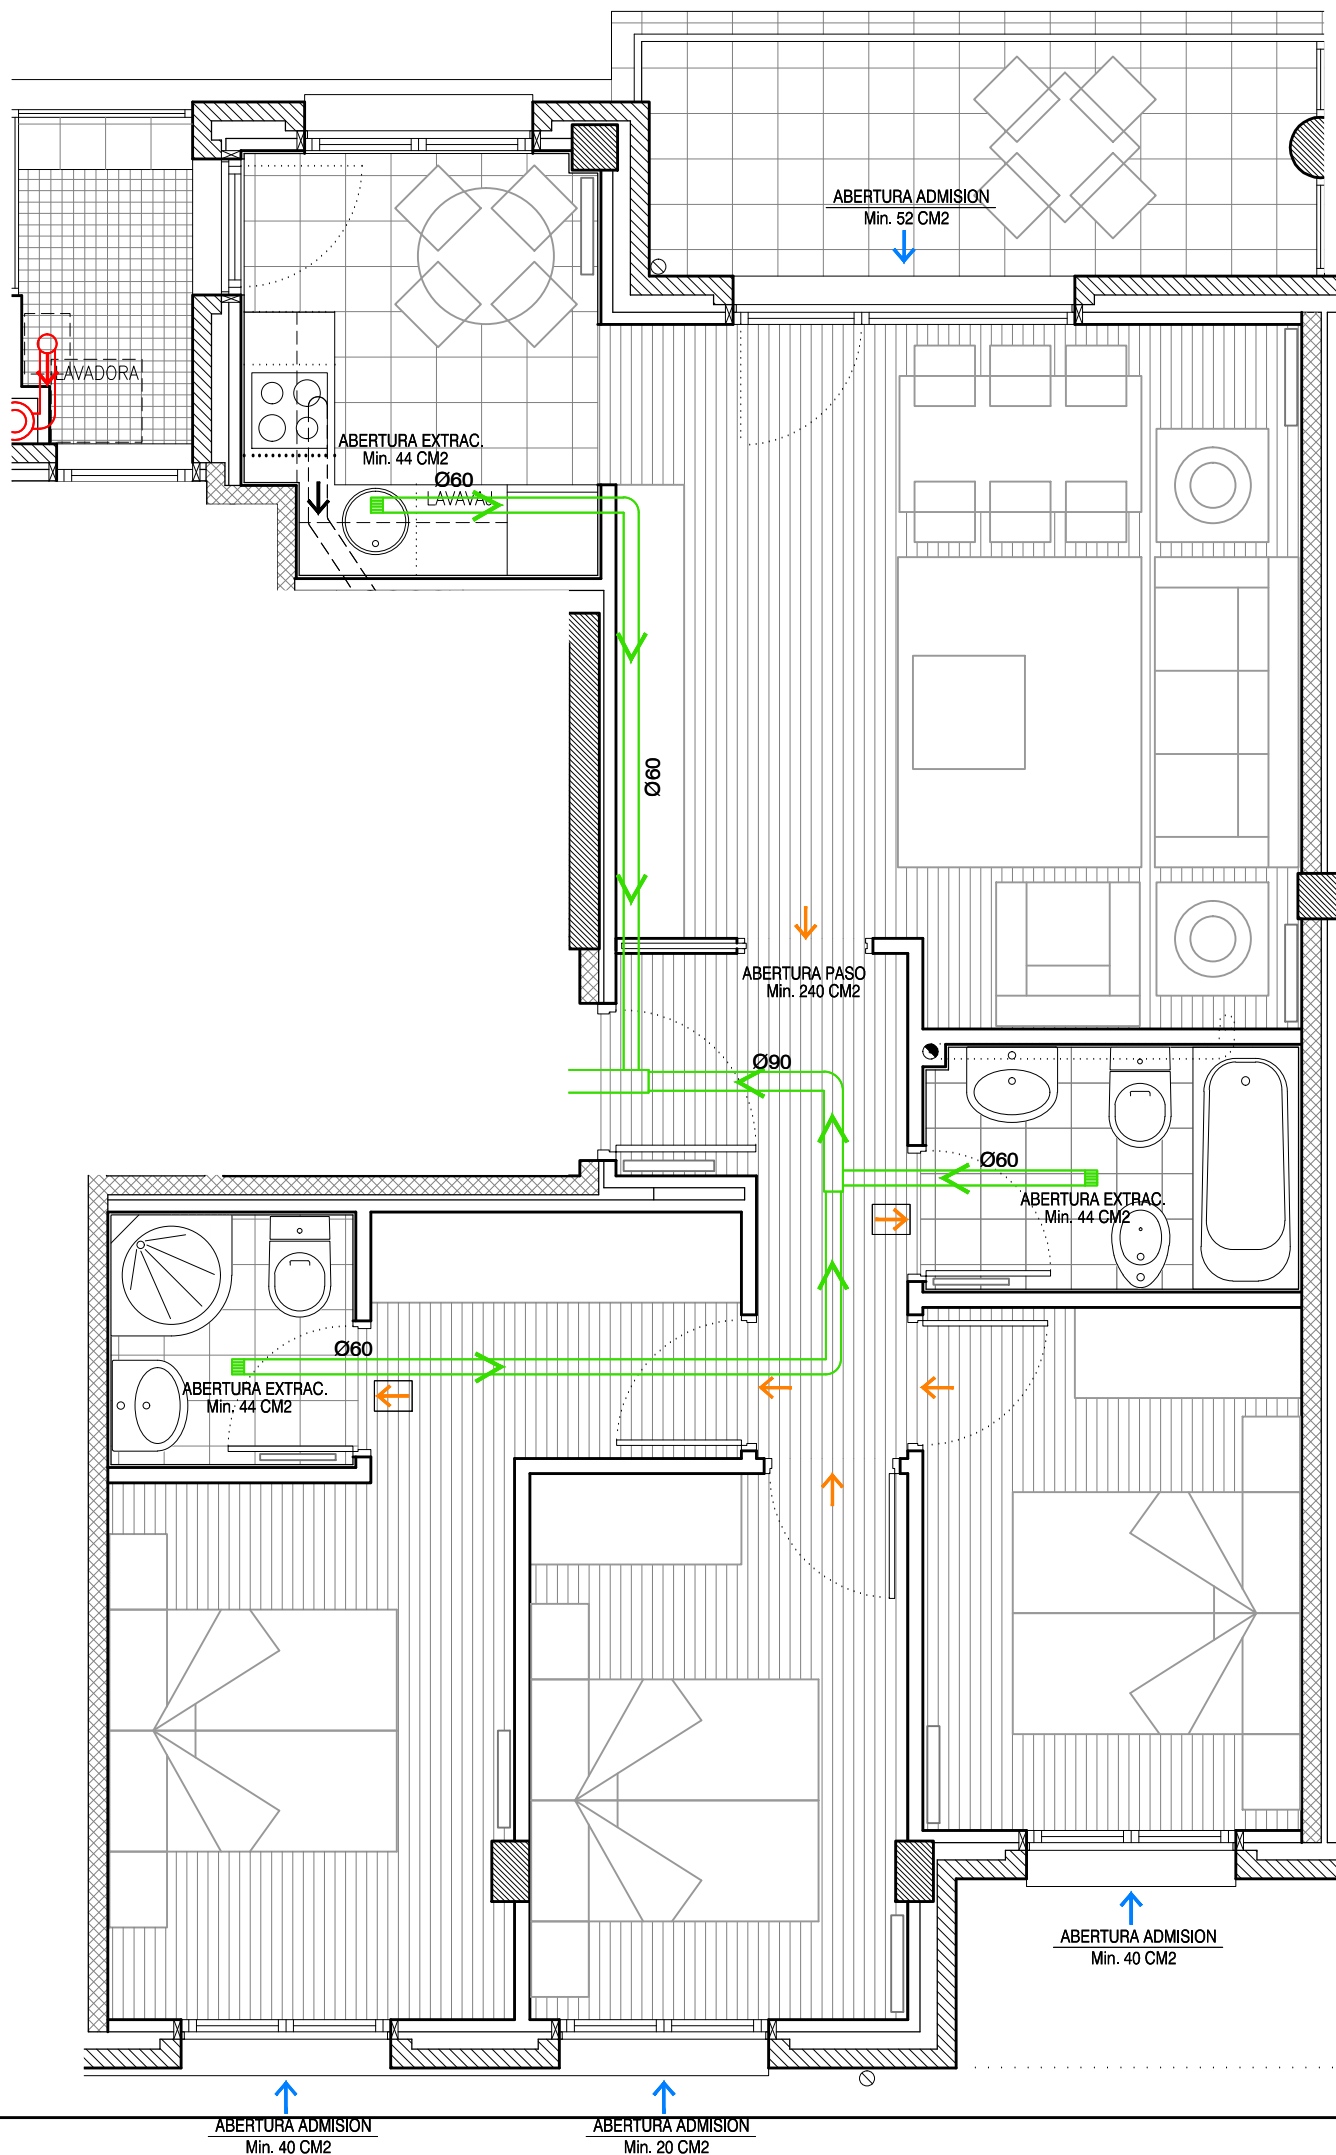 ABERTURA ADMISION
Min. 52 CM2
LAVADORA
ABERTURA EXTRAC.
Min. 44 CM2
Ø60
LAVAVAJ.
Ø60
ABERTURA PASO
Min. 240 CM2
Ø90
Ø60
ABERTURA EXTRAC.
Min. 44 CM2
Ø60
ABERTURA EXTRAC.
Min. 44 CM2
ABERTURA ADMISION
Min. 40 CM2
ABERTURA ADMISION
Min. 40 CM2
ABERTURA ADMISION
Min. 20 CM2